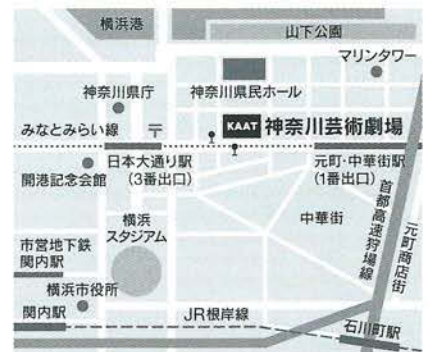 横浜港
山下公園
マリンタワー
神奈川県庁
神奈川県民ホール
みなとみらい線
〒
KAAT 神奈川芸術劇場
日本大通り駅
(3番出口)
元町・中華街駅
(1番出口)
開港記念会館
横浜
スタジアム
中華街
首都高速狩場線
元町商店街
市営地下鉄
関内駅
横浜市役所
関内駅
JR根岸線
石川町駅